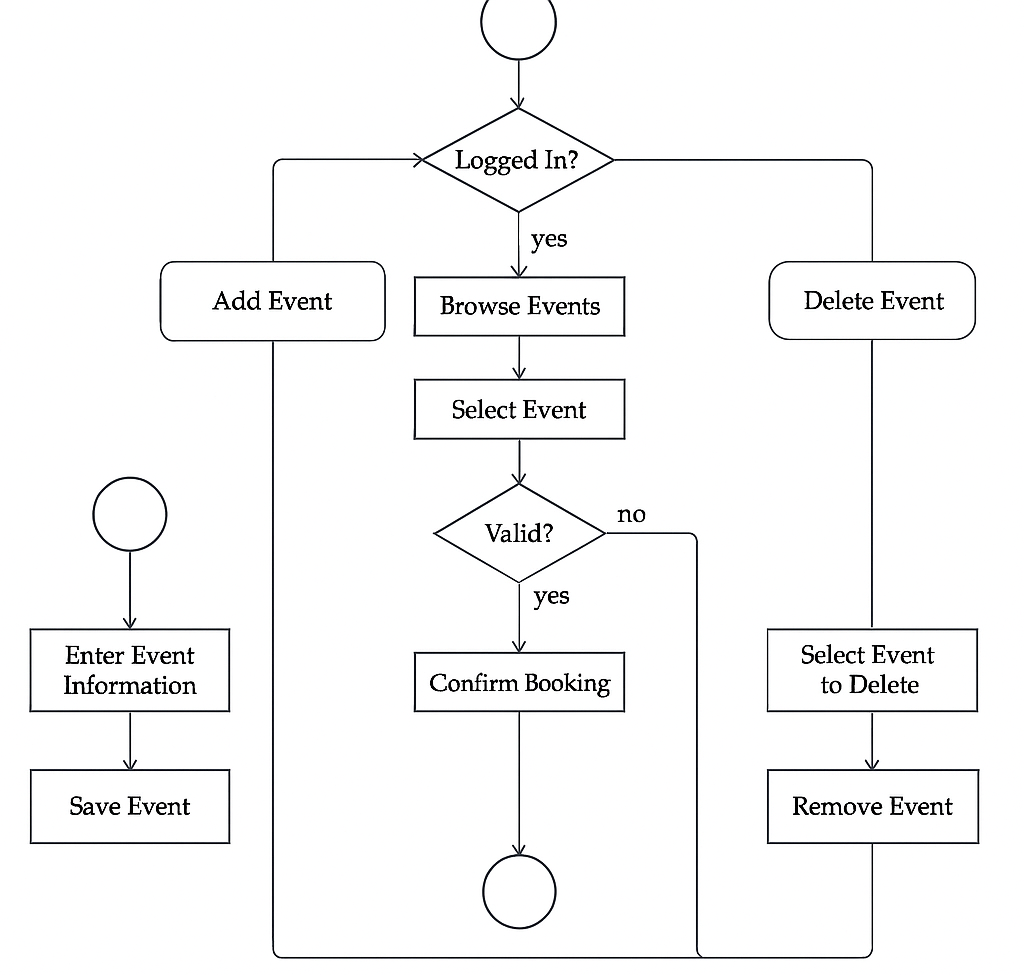 Logged In?
yes
Add Event
Browse Events
Delete Event
Select Event
Valid?
no
yes
Enter Event
Information
Confirm Booking
Select Event
to Delete
Save Event
Remove Event